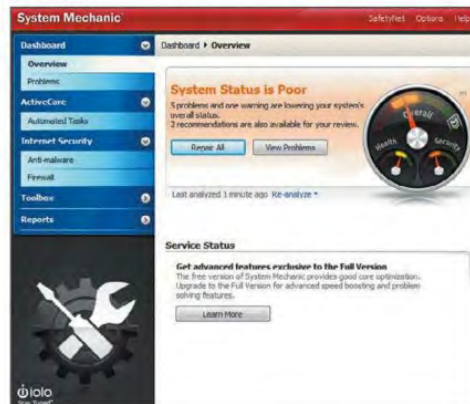 System Mechanic
SafetyNet Options Help
Dashboard
Overview
Problems
ActiveCare
Automated Tasks
Internet Security
Anti-malware
Firewall
Toolbox
Reports
Dashboard Overview
System Status is Poor
5 problems and one warning are lowering your system's
overall status.
2 recommendations are also available for your review.
Repair All View Problems
Overall
Health Security
Last analyzed 1 minute ago Re-analyze
Service Status
Get advanced features exclusive to the Full Version
The free version of System Mechanic provides good core optimization.
Upgrade to the Full Version for advanced speed boosting and problem
solving features.
Learn More
iolo
Stay Tuned